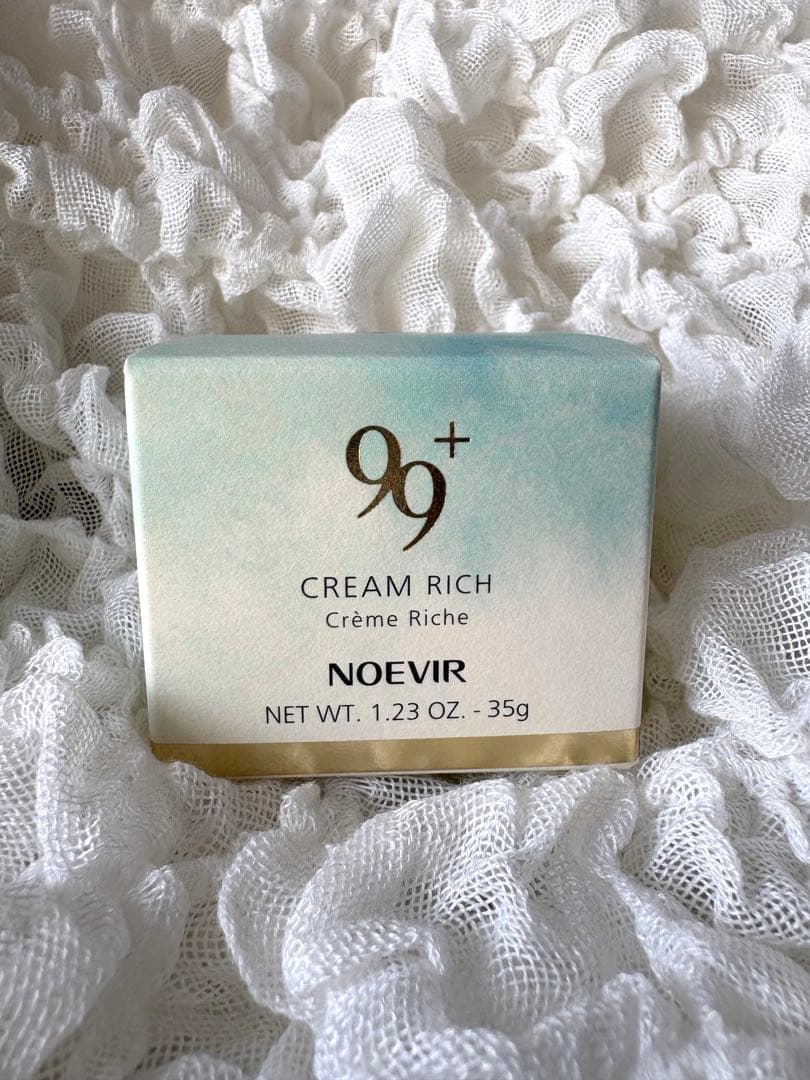 99+
CREAM RICH
Crème Riche
NOEVIR
NET WT. 1.23 OZ. - 35g